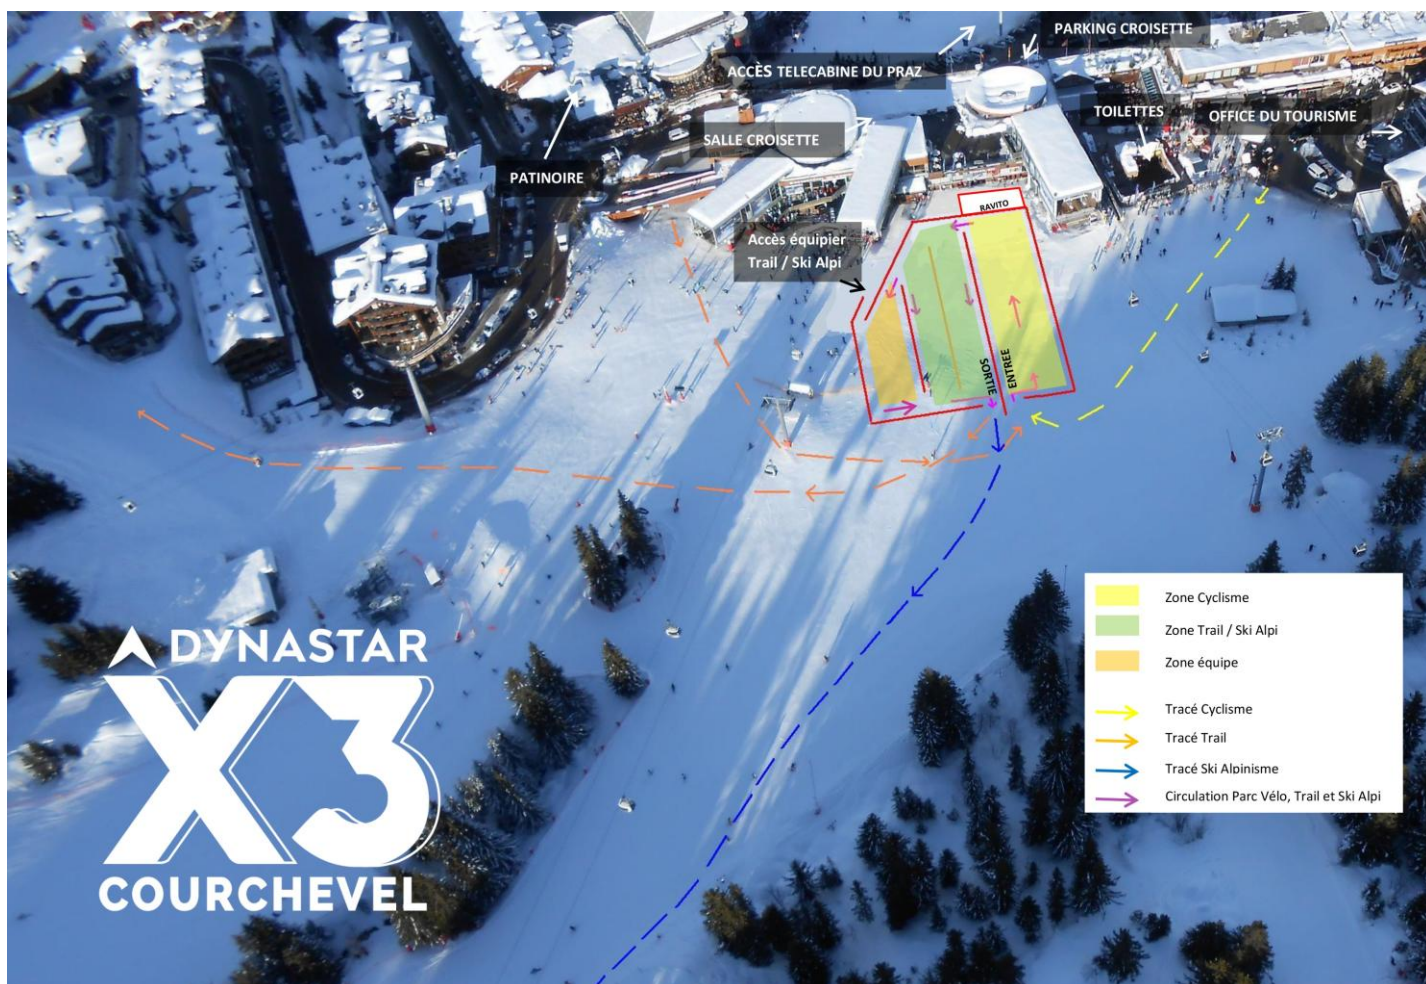 PARKING CROISETTE
ACCÈS TELECABINE DU PRAZ
TOILETTES
OFFICE DU TOURISME
SALLE CROISETTE
PATINOIRE
RAVITO
Accès équipier
Trail / Ski Alpi
SORTIE
ENTREE
Zone Cyclisme
Zone Trail / Ski Alpi
Zone équipe
Tracé Cyclisme
Tracé Trail
Tracé Ski Alpinisme
Circulation Parc Vélo, Trail et Ski Alpi
DYNASTAR
X3
COURCHEVEL